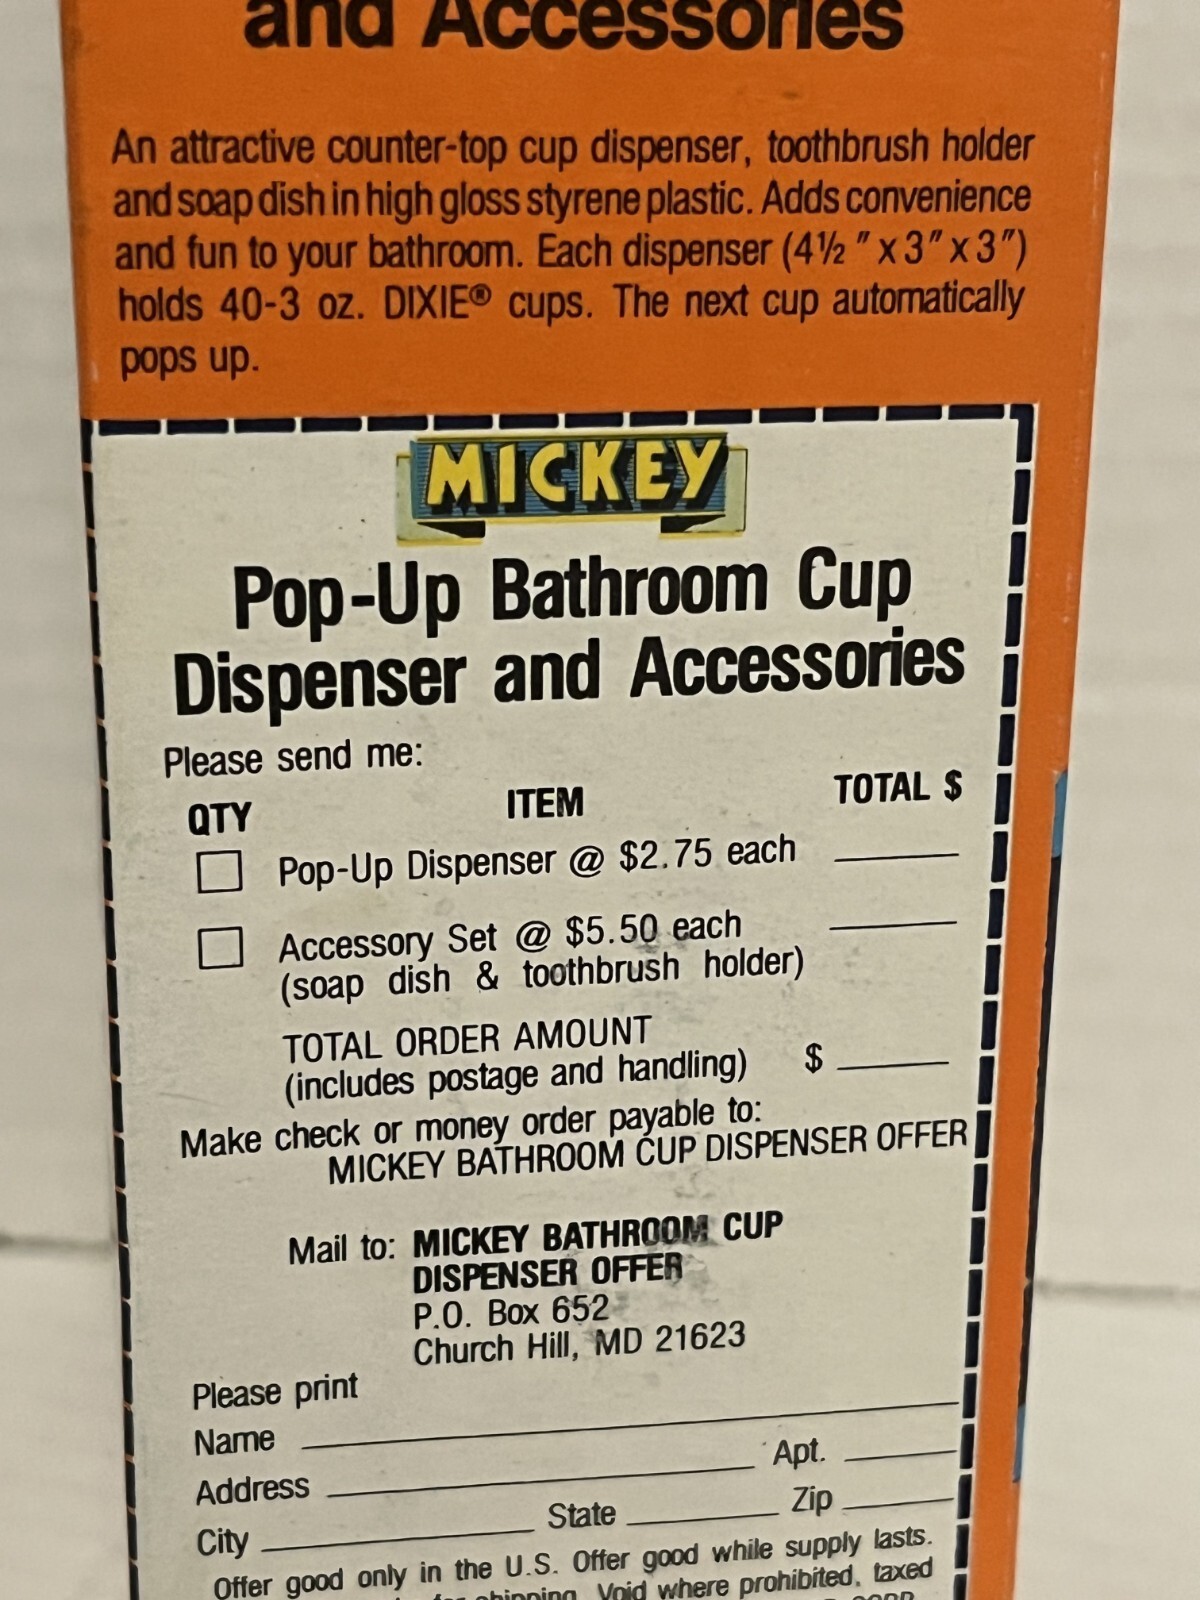 and Accessories
An attractive counter-top cup dispenser, toothbrush holder
and soap dish in high gloss styrene plastic. Adds convenience
and fun to your bathroom. Each dispenser (4½ " x 3" x 3")
holds 40-3 oz. DIXIE® cups. The next cup automatically
pops up.
MICKEY
Pop-Up Bathroom Cup
Dispenser and Accessories
Please send me:
QTY ITEM TOTAL $
Pop-Up Dispenser @ $2.75 each
Accessory Set @ $5.50 each
(soap dish & toothbrush holder)
TOTAL ORDER AMOUNT
(includes postage and handling) $
Make check or money order payable to:
MICKEY BATHROOM CUP DISPENSER OFFER
Mail to: MICKEY BATHROOM CUP
DISPENSER OFFER
P.O. Box 652
Church Hill, MD 21623
Please print
Name
Address Apt.
City State Zip
Offer good only in the U.S. Offer good while supply lasts.
shipping. Void where prohibited, taxed